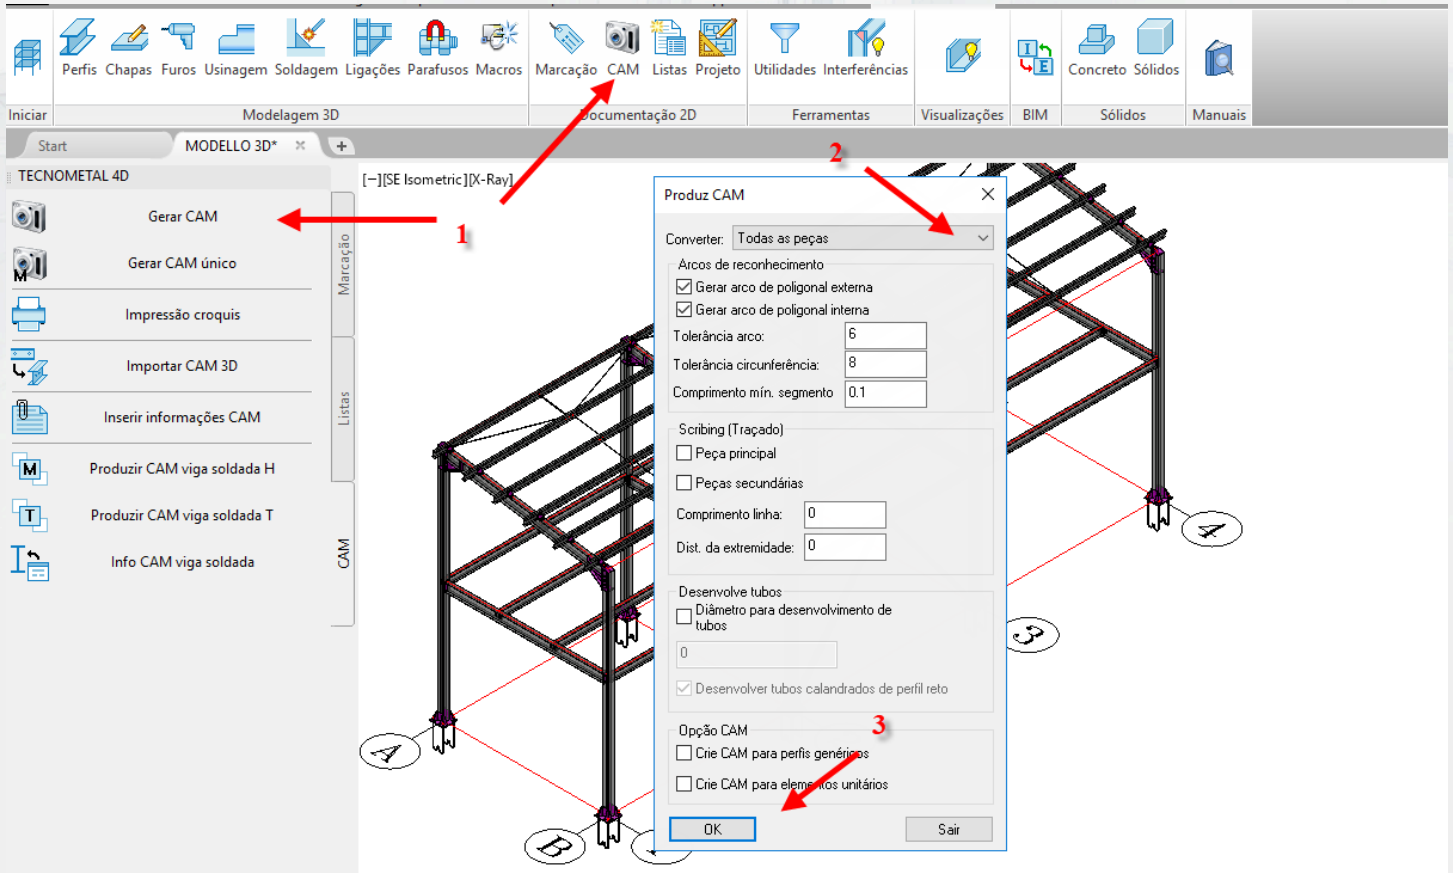 Perfis Chapas Furos Usinagem Soldagem Ligações Parafusos Macros Marcação CAM Listas Projeto Utilidades Interferências Concreto Sólidos
Iniciar Modelagem 3D Documentação 2D Ferramentas Visualizações BIM Sólidos Manuais
Start MODELLO 3D* × +
TECNOMETAL 4D
[−][SE Isometric][X-Ray]
Gerar CAM
Gerar CAM único
Impressão croquis
Importar CAM 3D
Inserir informações CAM
Produzir CAM viga soldada H
Produzir CAM viga soldada T
Info CAM viga soldada
Marcação
Listas
CAM
1
1
2
3
Produz CAM
Converter: Todas as peças
Arcos de reconhecimento
Gerar arco de poligonal externa
Gerar arco de poligonal interna
Tolerância arco: 6
Tolerância circunferência: 8
Comprimento mín. segmento 0.1
Scribing (Traçado)
Peça principal
Peças secundárias
Comprimento linha: 0
Dist. da extremidade: 0
Desenvolve tubos
Diâmetro para desenvolvimento de
tubos
0
Desenvolver tubos calandrados de perfil reto
Opção CAM
Crie CAM para perfis genéricos
Crie CAM para elementos unitários
OK Sair
A
3
A
B